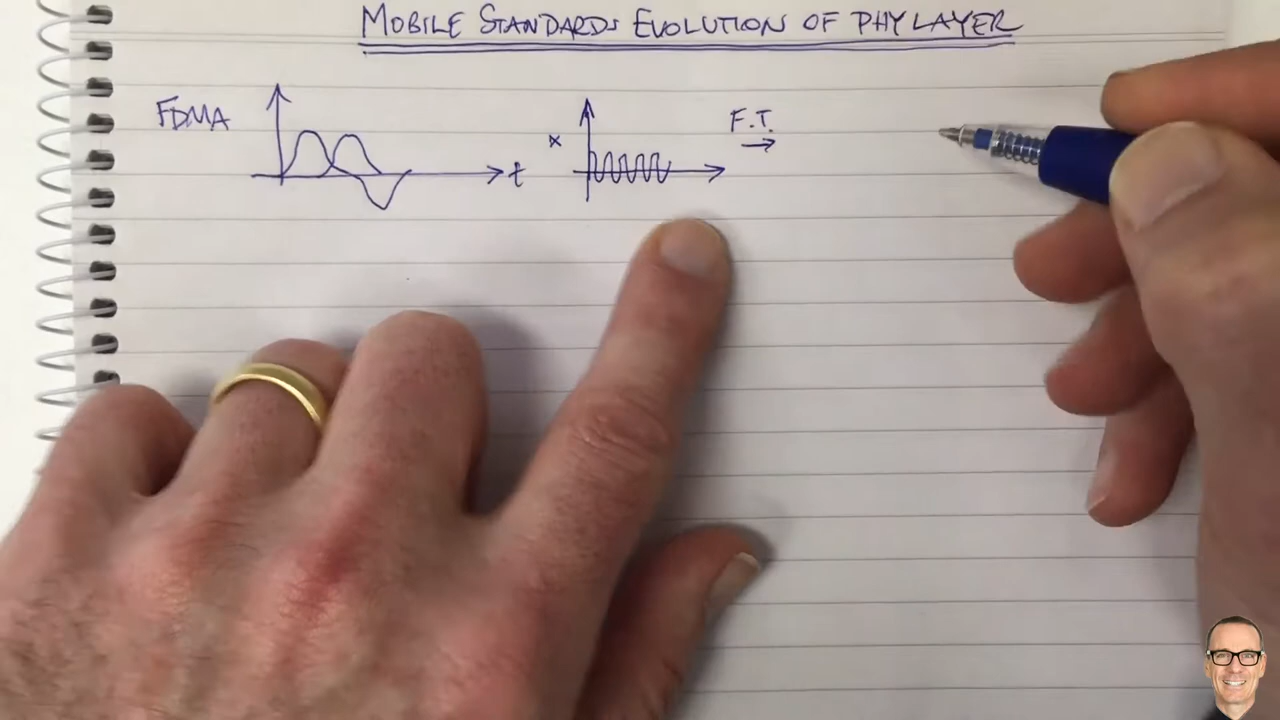 MOBILE STANDARDS EVOLUTION OF PHY LAYER
FDMA
t
x
F.T.